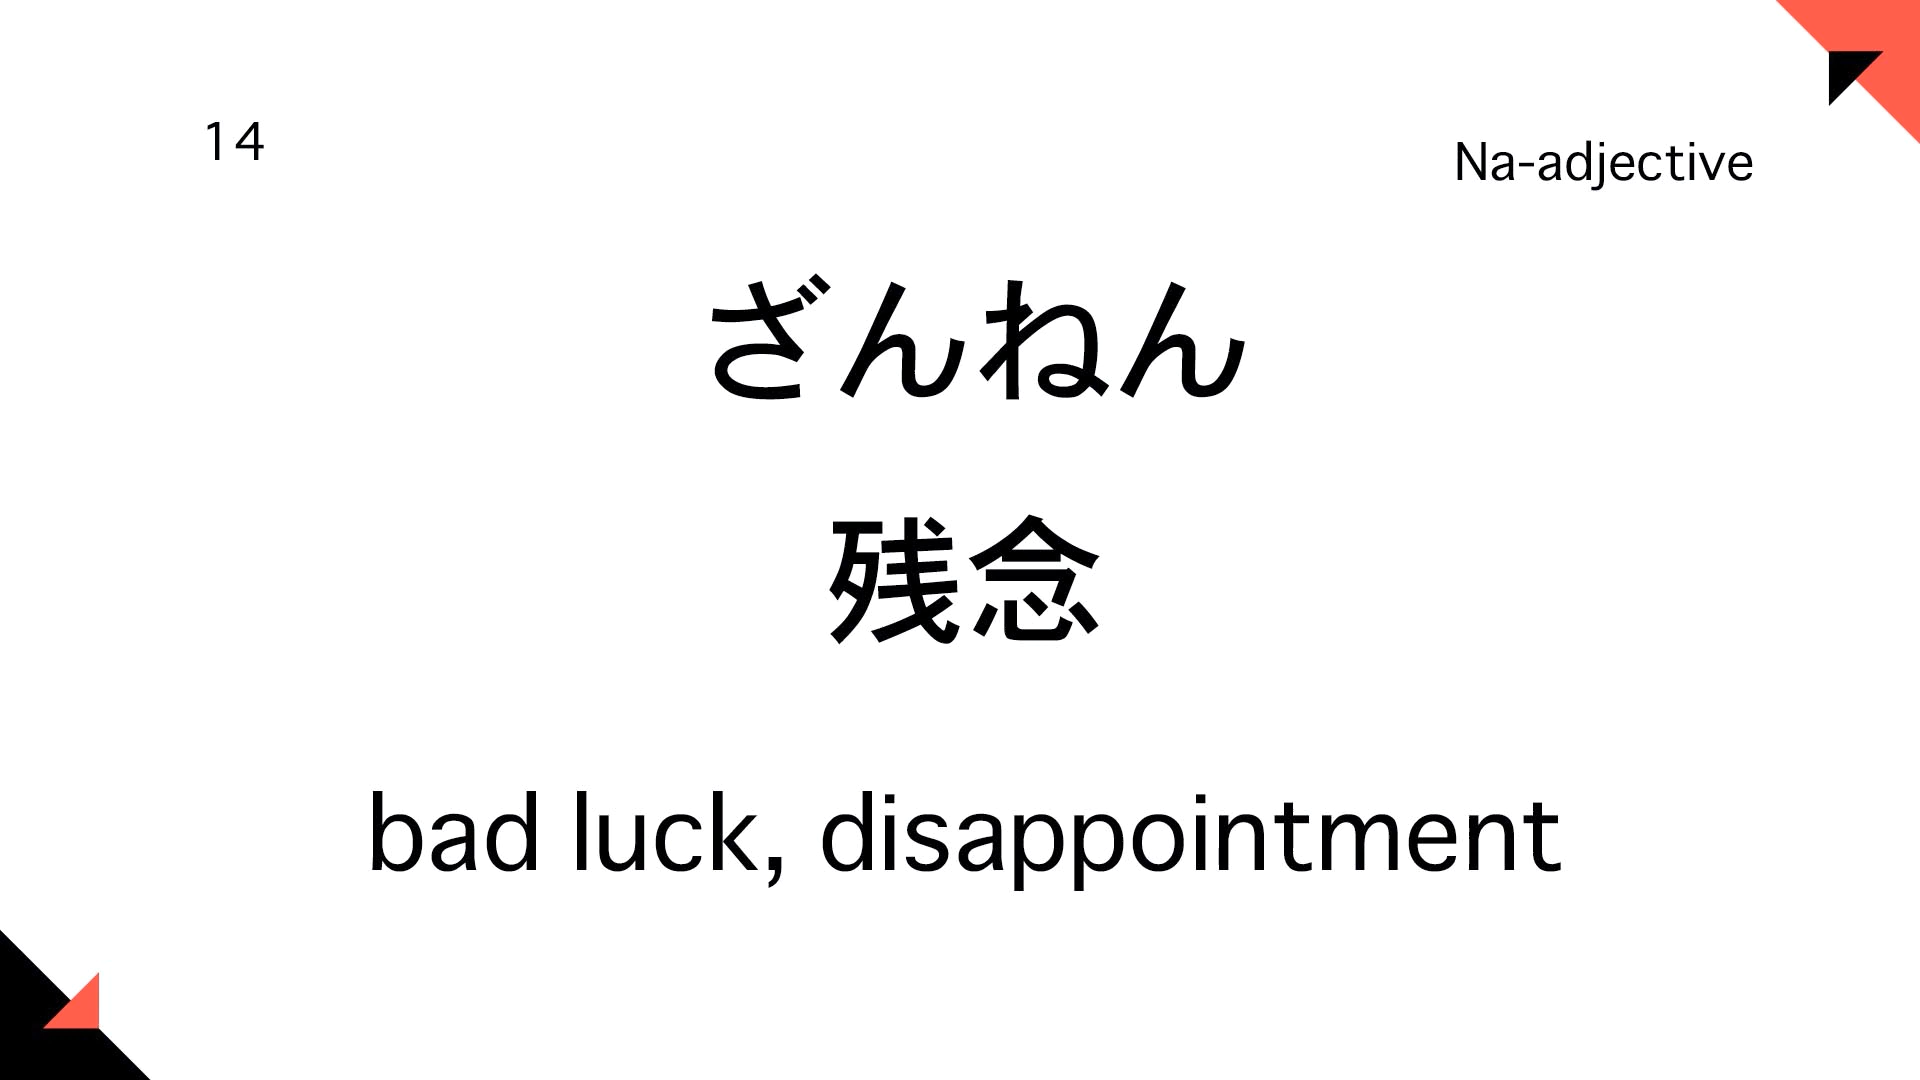 14
Na-adjective
ざんねん
残念
bad luck, disappointment